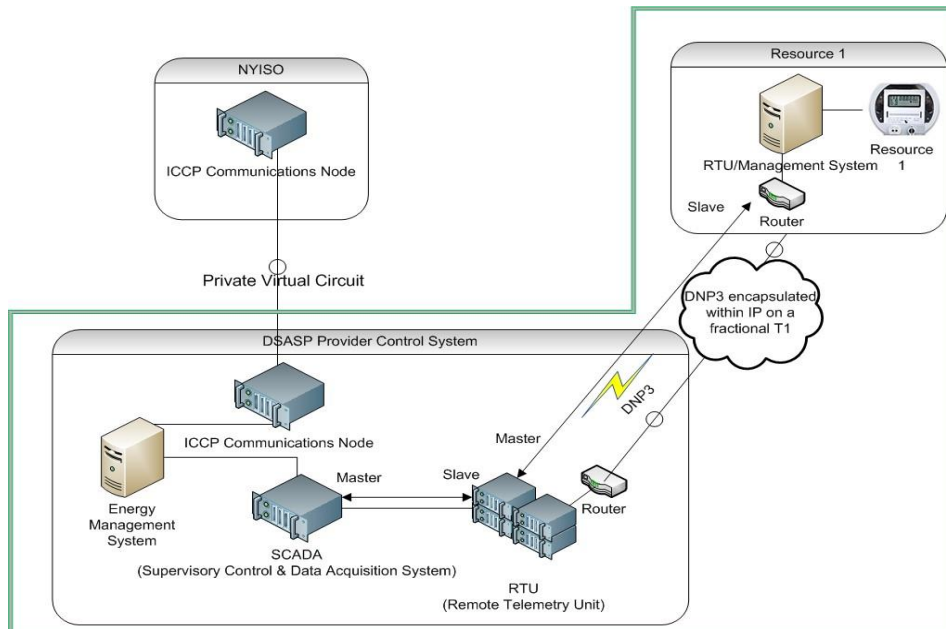 NYISO
ICCP Communications Node
Private Virtual Circuit
Resource 1
RTU/Management System
Resource
1
Slave
Router
DNP3 encapsulated
within IP on a
fractional T1
DSASP Provider Control System
ICCP Communications Node
Energy
Management
System
Master
Slave
SCADA
(Supervisory Control & Data Acquisition System)
Master
DNP3
Router
RTU
(Remote Telemetry Unit)